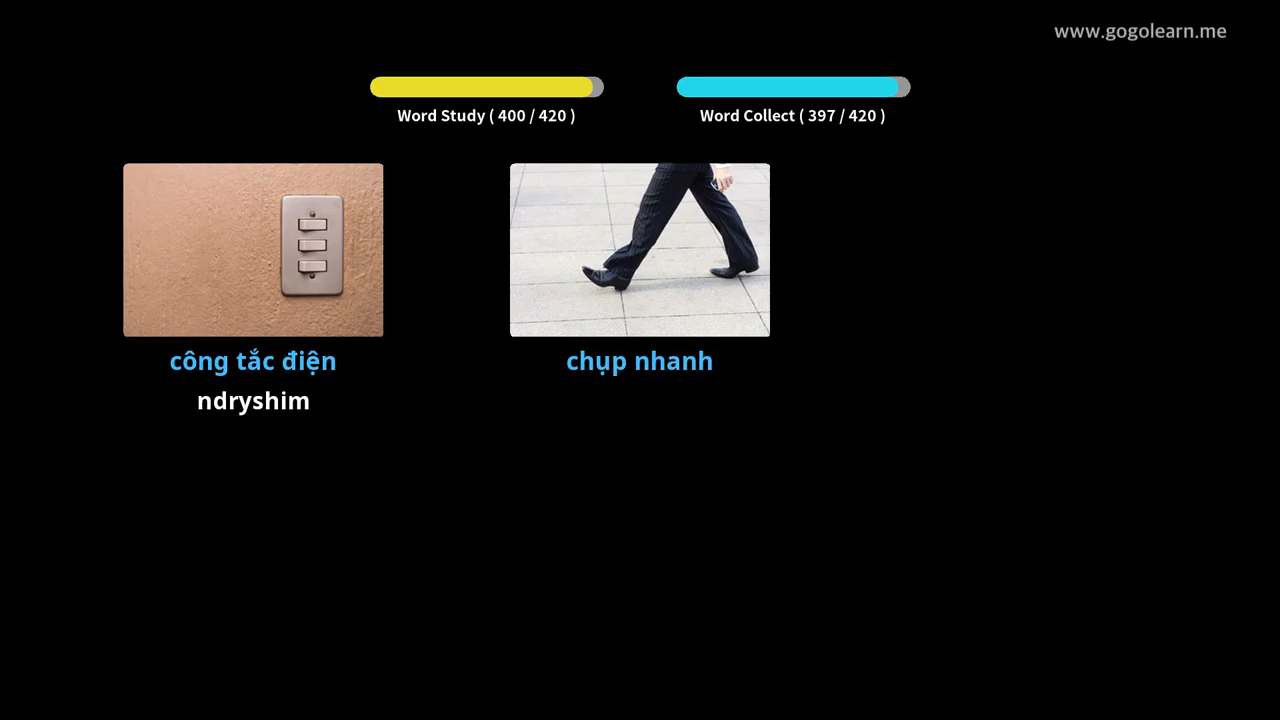 www.gogolearn.me
Word Study ( 400 / 420 )
Word Collect ( 397 / 420 )
công tắc điện
chụp nhanh
ndryshim